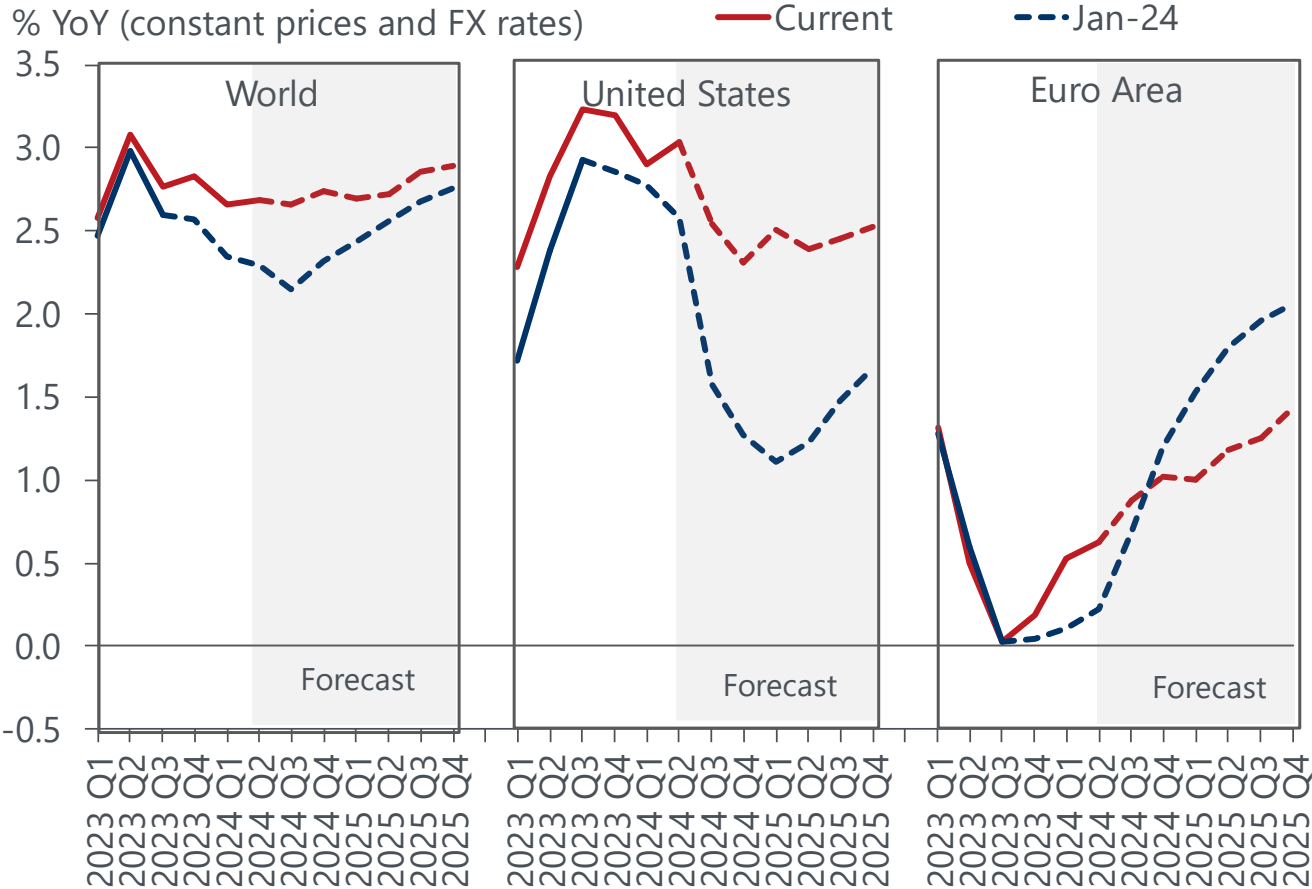 % YoY (constant prices and FX rates)
Current
Jan-24
3.5
3.0
2.5
2.0
1.5
1.0
0.5
0.0
-0.5
World
Forecast
United States
Forecast
Euro Area
Forecast
2023 Q1
2023 Q2
2023 Q3
2023 Q4
2024 Q1
2024 Q2
2024 Q3
2024 Q4
2025 Q1
2025 Q2
2025 Q3
2025 Q4
2023 Q1
2023 Q2
2023 Q3
2023 Q4
2024 Q1
2024 Q2
2024 Q3
2024 Q4
2025 Q1
2025 Q2
2025 Q3
2025 Q4
2023 Q1
2023 Q2
2023 Q3
2023 Q4
2024 Q1
2024 Q2
2024 Q3
2024 Q4
2025 Q1
2025 Q2
2025 Q3
2025 Q4